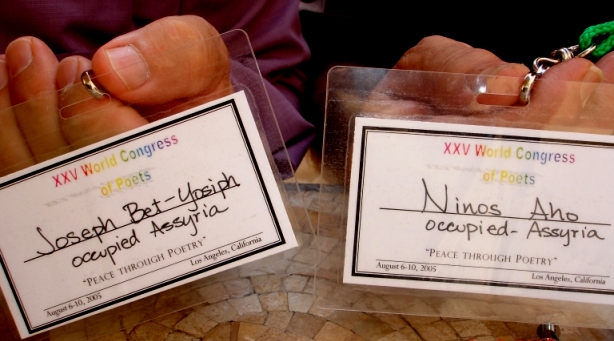 XXV World Congress
of Poets
Joseph Bet-Yosiph
occupied Assyria
"PEACE THROUGH POETRY"
August 6-10, 2005
Los Angeles, California
XXV World Congress
of Poets
Ninos Aho
occupied-Assyria
"PEACE THROUGH POETRY"
August 6-10, 2005
Los Angeles, California